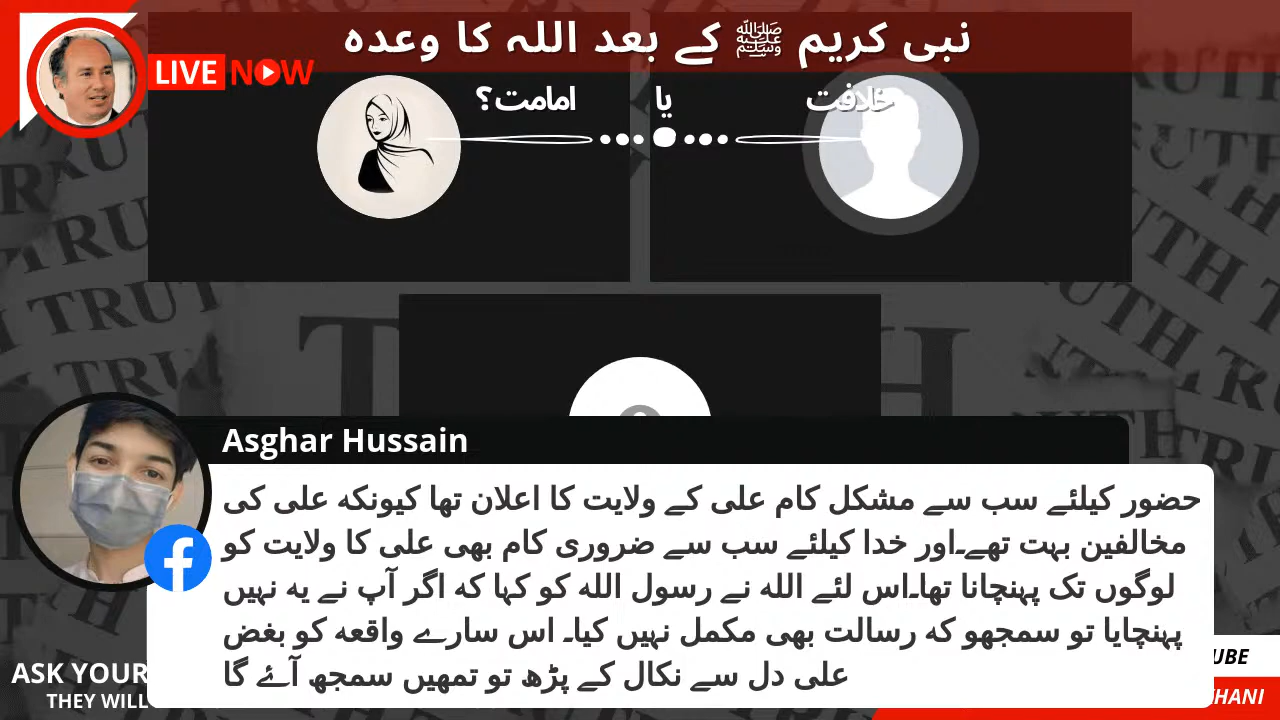 نبی کریم ﷺ کے بعد اللہ کا وعدہ
LIVE NOW
خلافت یا امامت؟
Asghar Hussain
حضور کیلئے سب سے مشکل کام علی کے ولایت کا اعلان تھا کیونکہ علی کی
مخالفین بہت تھے۔اور خدا کیلئے سب سے ضروری کام بھی علی کا ولایت کو
لوگوں تک پہنچانا تھا۔اس لئے اللہ نے رسول اللہ کو کہا کہ اگر آپ نے یہ نہیں
پہنچایا تو سمجھو کہ رسالت بھی مکمل نہیں کیا۔ اس سارے واقعہ کو بغض
علی دل سے نکال کے پڑھ تو تمھیں سمجھ آۓ گا
ASK YOUR
THEY WILL
UBE
HANI
TRUTH